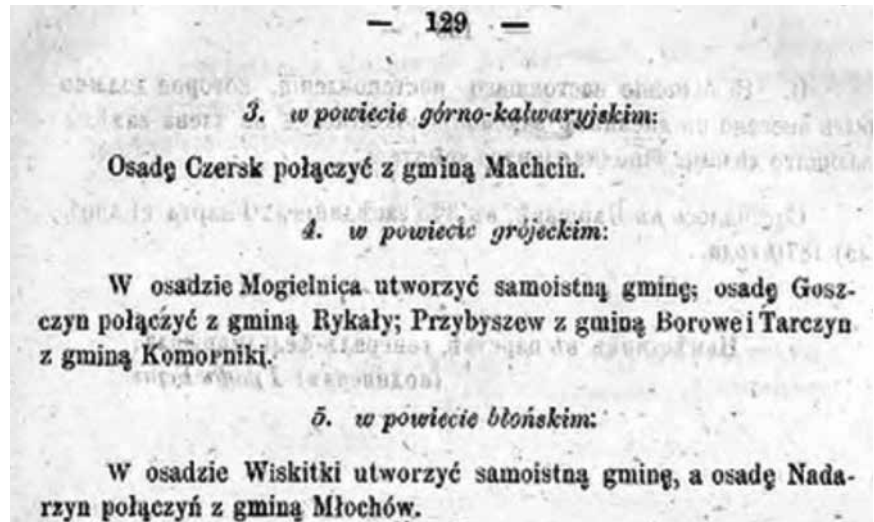 — 129 —
3. w powiecie górno-kalwaryjskim:
Osadę Czersk połączyć z gminą Machcin.
4. w powiecie grójeckim:
W osadzie Mogielnica utworzyć samoistną gminę; osadę Gosz-
czyn połączyć z gminą Rykały; Przybyszew z gminą Borowe i Tarczyn
z gminą Komorniki.
5. w powiecie błońskim:
W osadzie Wiskitki utworzyć samoistną gminę, a osadę Nada-
rzyn połączyń z gminą Młochów.